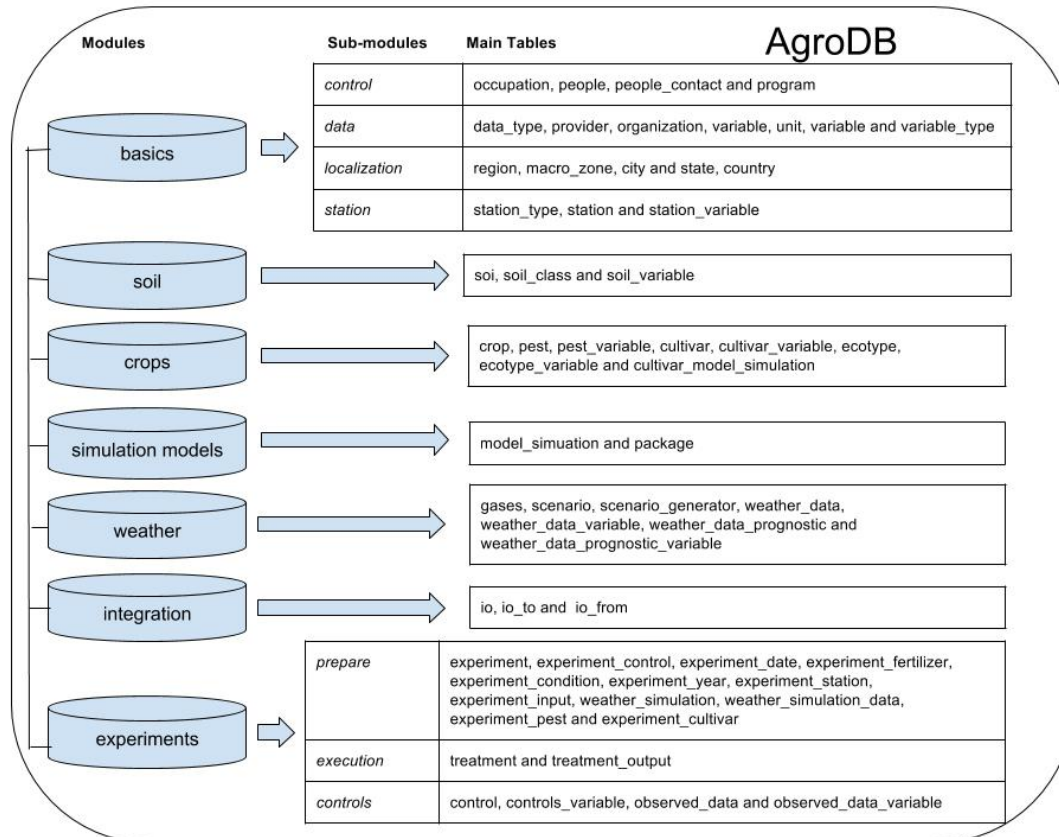 AgroDB
Modules
Sub-modules
Main Tables
basics
control
occupation, people, people_contact and program
data
data_type, provider, organization, variable, unit, variable and variable_type
localization
region, macro_zone, city and state, country
station
station_type, station and station_variable
soil
soi, soil_class and soil_variable
crops
crop, pest, pest_variable, cultivar, cultivar_variable, ecotype,
ecotype_variable and cultivar_model_simulation
simulation models
model_simuation and package
weather
gases, scenario, scenario_generator, weather_data,
weather_data_variable, weather_data_prognostic and
weather_data_prognostic_variable
integration
io, io_to and io_from
experiments
prepare
experiment, experiment_control, experiment_date, experiment_fertilizer,
experiment_condition, experiment_year, experiment_station,
experiment_input, weather_simulation, weather_simulation_data,
experiment_pest and experiment_cultivar
execution
treatment and treatment_output
controls
control, controls_variable, observed_data and observed_data_variable